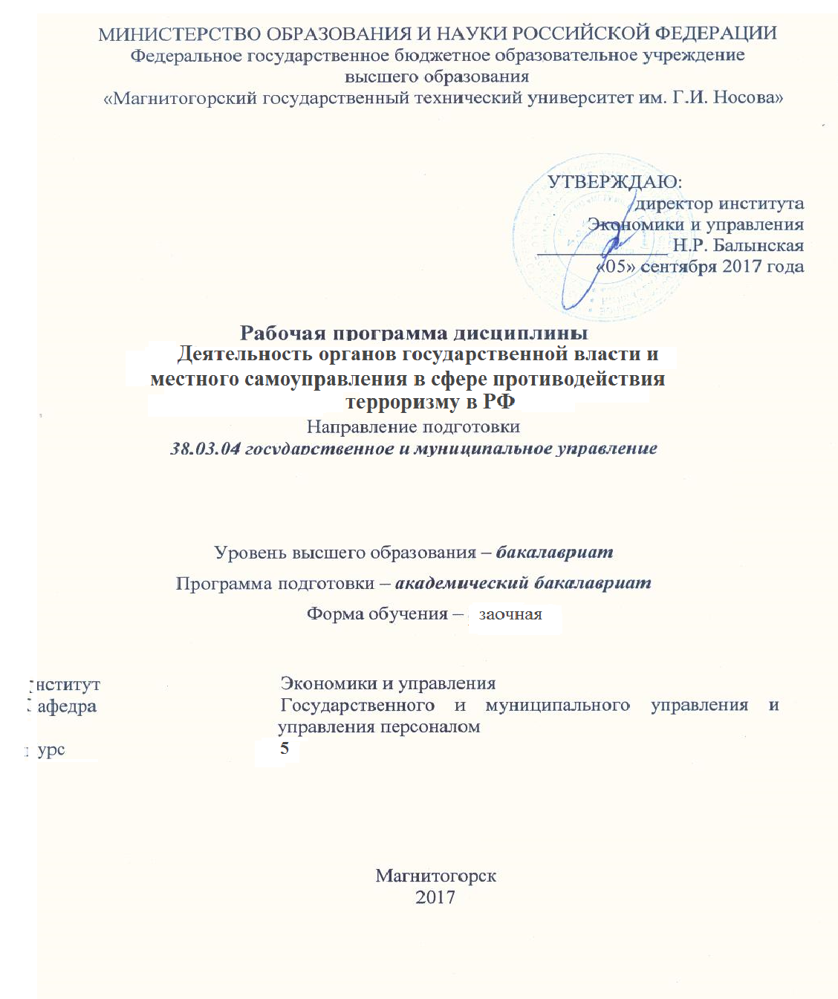 МИНИСТЕРСТВО ОБРАЗОВАНИЯ И НАУКИ РОССИЙСКОЙ ФЕДЕРАЦИИ
Федеральное государственное бюджетное образовательное учреждение
высшего образования
«Магнитогорский государственный технический университет им. Г.И. Носова»
УТВЕРЖДАЮ:
директор института
Экономики и управления
Н.Р. Балынская
«05» сентября 2017 года
Рабочая программа дисциплины
Деятельность органов государственной власти и
местного самоуправления в сфере противодействия
терроризму в РФ
Направление подготовки
38.03.04 государственное и муниципальное управление
Уровень высшего образования – бакалавриат
Программа подготовки – академический бакалавриат
Форма обучения – заочная
нститут Экономики и управления
афедра Государственного и муниципального управления и
управления персоналом
урс 5
Магнитогорск
2017